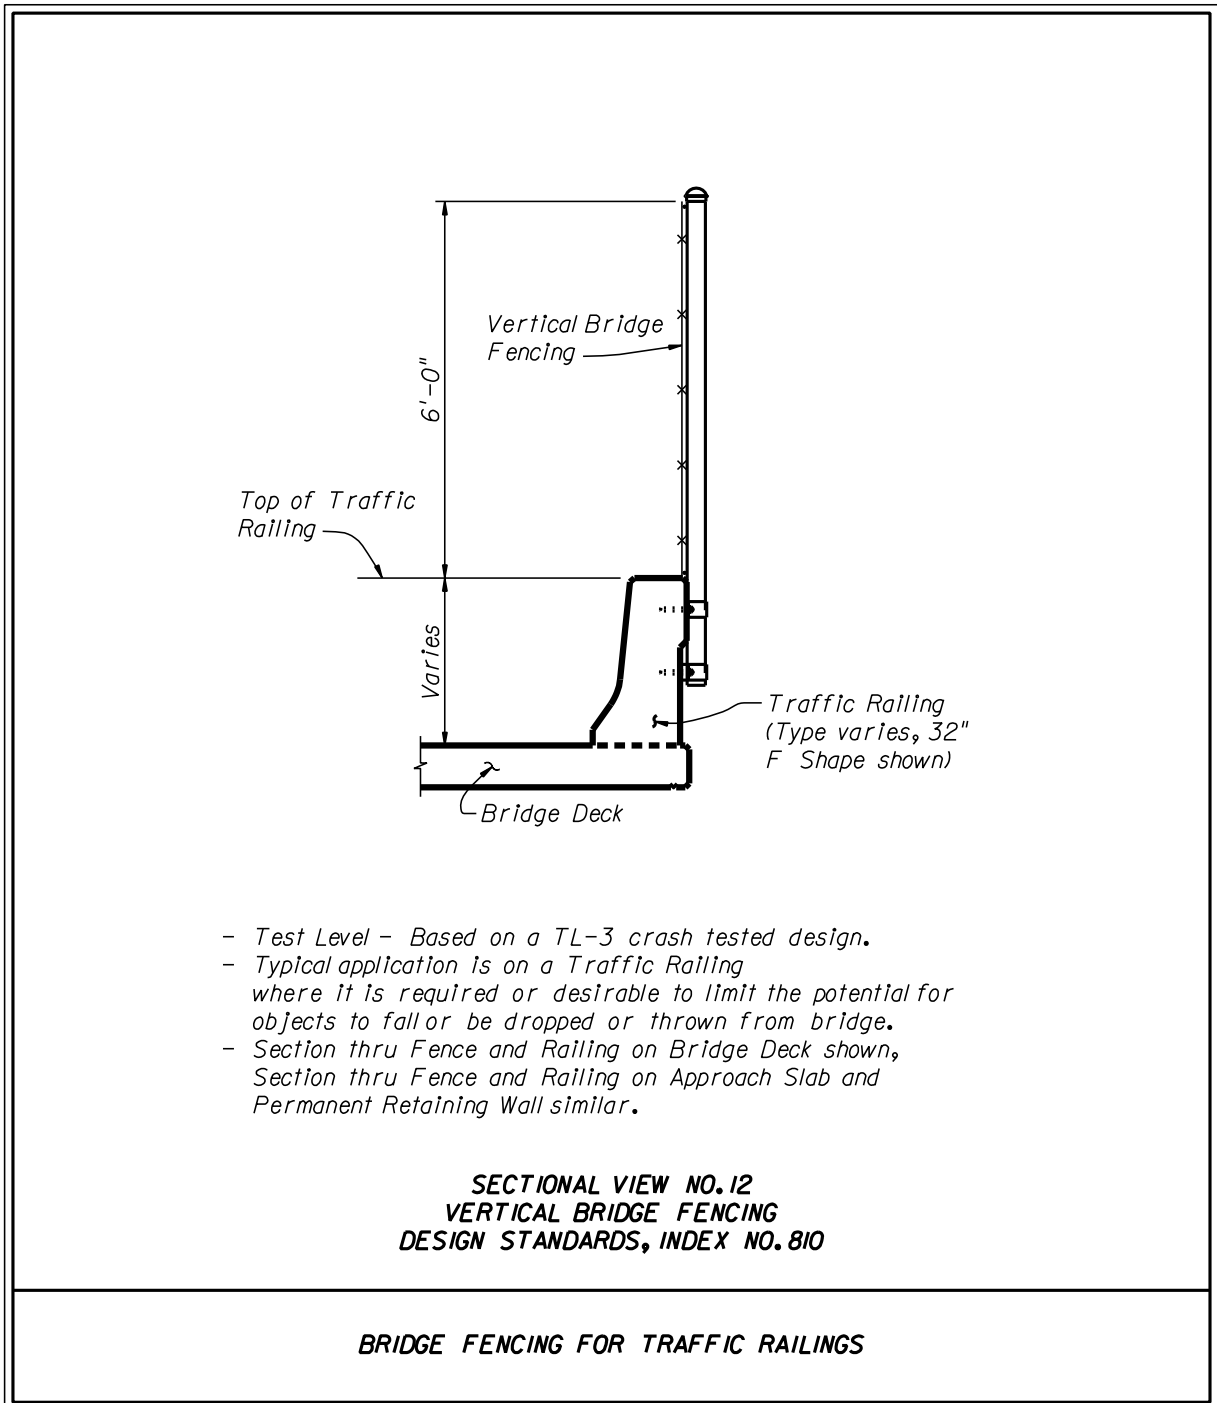 6'-0"
Vertical Bridge
Fencing
Top of Traffic
Railing
Varies
Traffic Railing
(Type varies, 32"
F Shape shown)
Bridge Deck
- Test Level - Based on a TL-3 crash tested design.
- Typical application is on a Traffic Railing
where it is required or desirable to limit the potential for
objects to fall or be dropped or thrown from bridge.
- Section thru Fence and Railing on Bridge Deck shown,
Section thru Fence and Railing on Approach Slab and
Permanent Retaining Wall similar.
SECTIONAL VIEW NO. 12
VERTICAL BRIDGE FENCING
DESIGN STANDARDS, INDEX NO. 810
BRIDGE FENCING FOR TRAFFIC RAILINGS